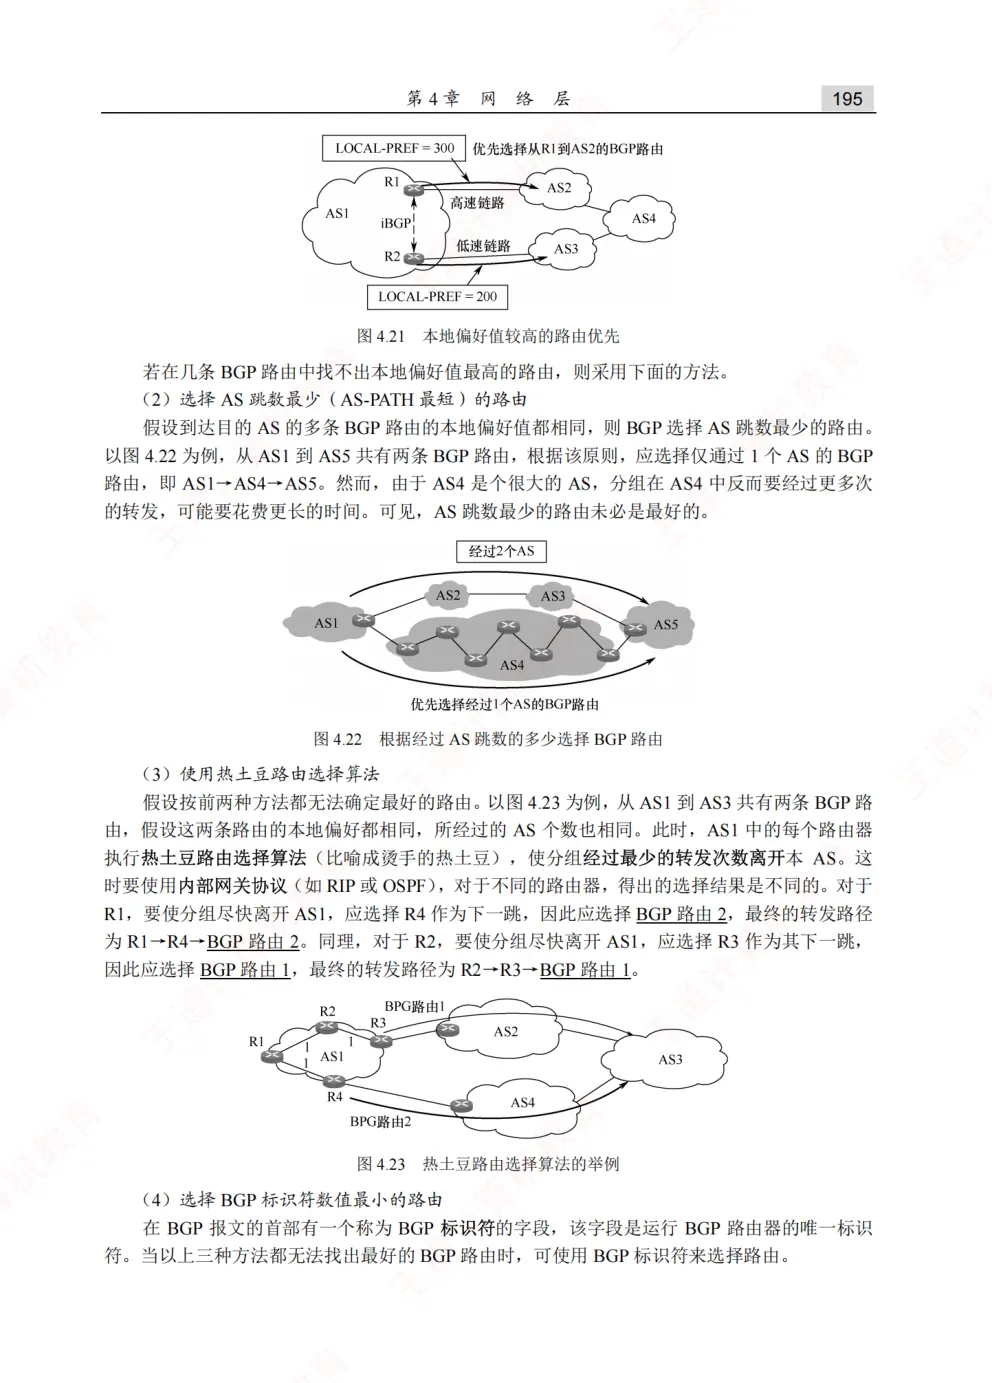 第4章 网 络 层
195
LOCAL-PREF = 300
优先选择从R1到AS2的BGP路由
R1
AS1
iBGP
R2
高速链路
低速链路
AS2
AS3
AS4
LOCAL-PREF = 200
图 4.21 本地偏好值较高的路由优先
若在几条 BGP 路由中找不出本地偏好值最高的路由，则采用下面的方法。
（2）选择 AS 跳数最少（AS-PATH 最短）的路由
假设到达目的 AS 的多条 BGP 路由的本地偏好值都相同，则 BGP 选择 AS 跳数最少的路由。
以图 4.22 为例，从 AS1 到 AS5 共有两条 BGP 路由，根据该原则，应选择仅通过 1 个 AS 的 BGP
路由，即 AS1→AS4→AS5。然而，由于 AS4 是个很大的 AS，分组在 AS4 中反而要经过更多次
的转发，可能要花费更长的时间。可见，AS 跳数最少的路由未必是最好的。
经过2个AS
AS2
AS3
AS1
AS5
AS4
优先选择经过1个AS的BGP路由
图 4.22 根据经过 AS 跳数的多少选择 BGP 路由
（3）使用热土豆路由选择算法
假设按前两种方法都无法确定最好的路由。以图 4.23 为例，从 AS1 到 AS3 共有两条 BGP 路
由，假设这两条路由的本地偏好都相同，所经过的 AS 个数也相同。此时，AS1 中的每个路由器
执行热土豆路由选择算法（比喻成烫手的热土豆），使分组经过最少的转发次数离开本 AS。这
时要使用内部网关协议（如 RIP 或 OSPF），对于不同的路由器，得出的选择结果是不同的。对于
R1，要使分组尽快离开 AS1，应选择 R4 作为下一跳，因此应选择 BGP 路由 2，最终的转发路径
为 R1→R4→BGP 路由 2。同理，对于 R2，要使分组尽快离开 AS1，应选择 R3 作为其下一跳，
因此应选择 BGP 路由 1，最终的转发路径为 R2→R3→BGP 路由 1。
BPG路由1
R2
R3
R1
1
1
1
AS1
R4
AS2
AS3
AS4
BPG路由2
图 4.23 热土豆路由选择算法的举例
（4）选择 BGP 标识符数值最小的路由
在 BGP 报文的首部有一个称为 BGP 标识符的字段，该字段是运行 BGP 路由器的唯一标识
符。当以上三种方法都无法找出最好的 BGP 路由时，可使用 BGP 标识符来选择路由。